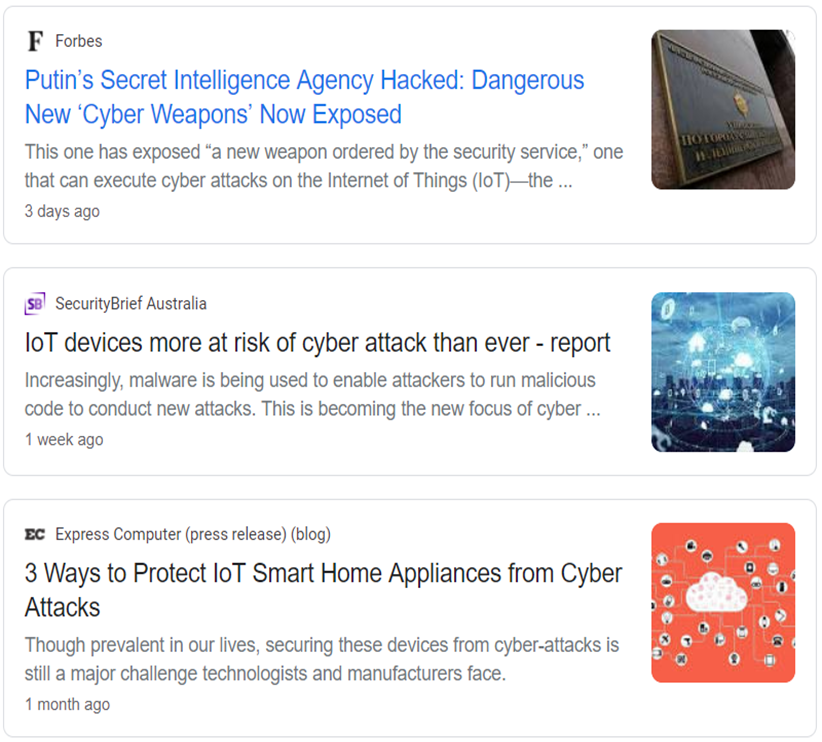 F Forbes
Putin’s Secret Intelligence Agency Hacked: Dangerous
New ‘Cyber Weapons’ Now Exposed
This one has exposed “a new weapon ordered by the security service,” one
that can execute cyber attacks on the Internet of Things (IoT)—the ...
3 days ago
SB SecurityBrief Australia
IoT devices more at risk of cyber attack than ever - report
Increasingly, malware is being used to enable attackers to run malicious
code to conduct new attacks. This is becoming the new focus of cyber ...
1 week ago
EC Express Computer (press release) (blog)
3 Ways to Protect IoT Smart Home Appliances from Cyber
Attacks
Though prevalent in our lives, securing these devices from cyber-attacks is
still a major challenge technologists and manufacturers face.
1 month ago